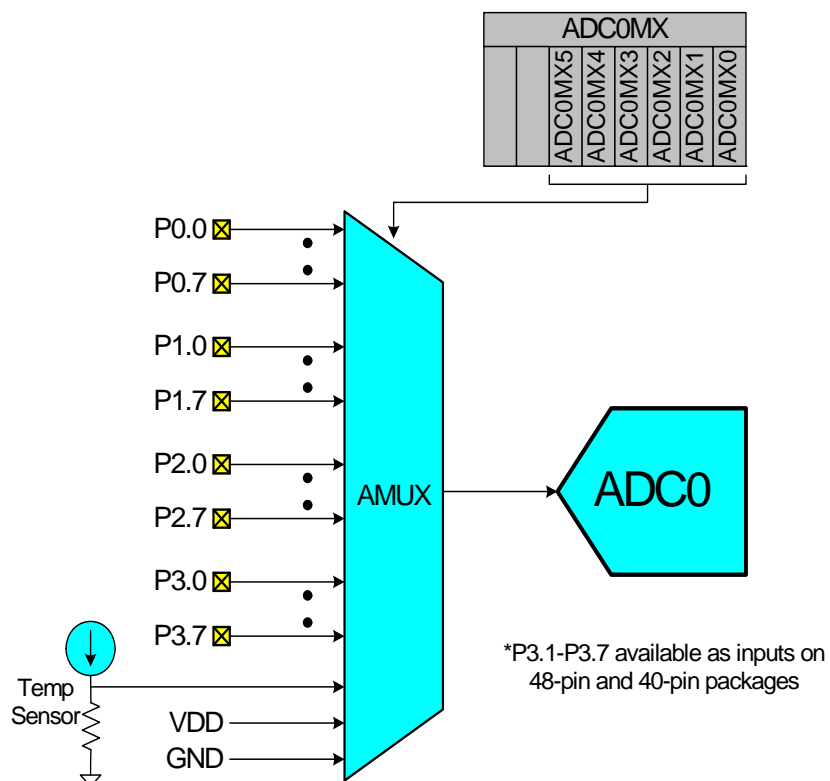 ADC0MX
ADC0MX5
ADC0MX4
ADC0MX3
ADC0MX2
ADC0MX1
ADC0MX0
P0.0
P0.7
P1.0
P1.7
P2.0
P2.7
P3.0
P3.7
Temp
Sensor
VDD
GND
AMUX
ADC0
*P3.1-P3.7 available as inputs on
48-pin and 40-pin packages